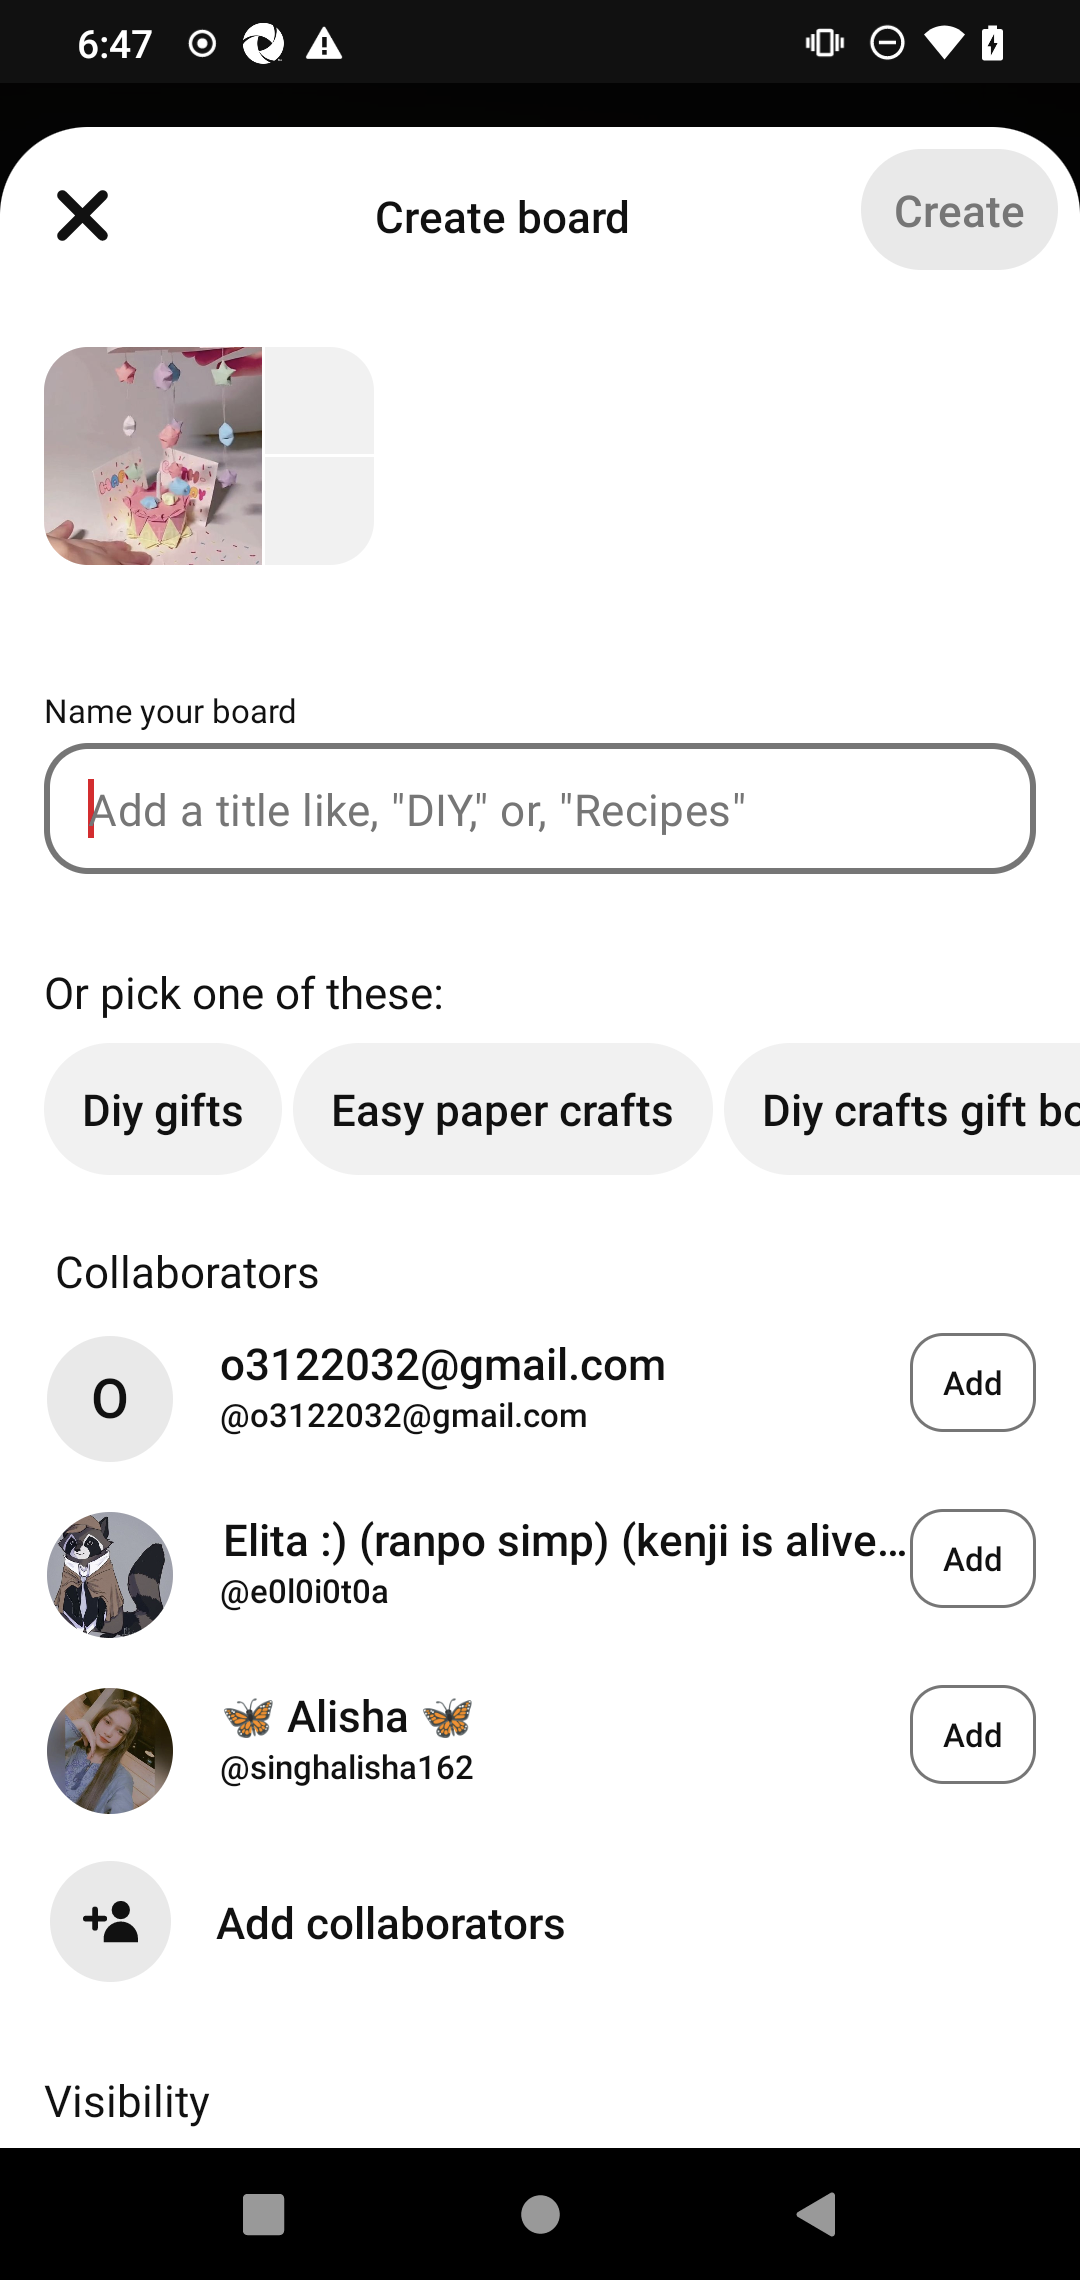 6:47
Create board
Create
Name your board
Add a title like, "DIY," or, "Recipes"
Or pick one of these:
Diy gifts
Easy paper crafts
Diy crafts gift bo
Collaborators
O
o3122032@gmail.com
@o3122032@gmail.com
Add
Elita :) (ranpo simp) (kenji is alive…
@e0l0i0t0a
Add
🦋 Alisha 🦋
@singhalisha162
Add
Add collaborators
Visibility